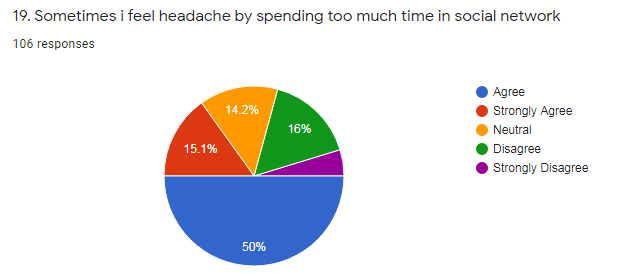 19. Sometimes i feel headache by spending too much time in social network
106 responses
14.2%
16%
15.1%
50%
Agree
Strongly Agree
Neutral
Disagree
Strongly Disagree